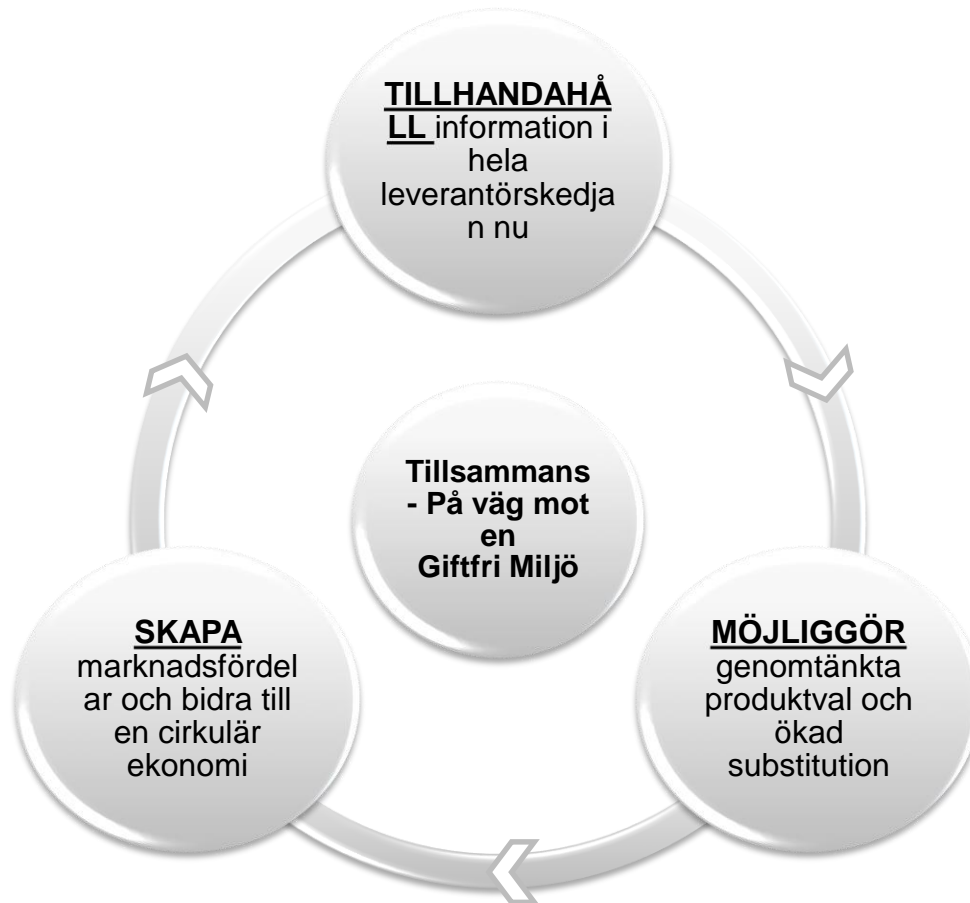 TILLHANDAHÅ
LL information i
hela
leverantörskedja
n nu
Tillsammans
- På väg mot
en
Giftfri Miljö
SKAPA
marknadsfördel
ar och bidra till
en cirkulär
ekonomi
MÖJLIGGÖR
genomtänkta
produktval och
ökad
substitution